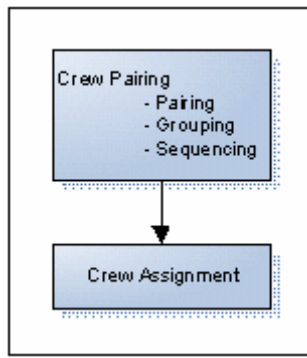 Crew Pairing
- Pairing
- Grouping
- Sequencing
Crew Assignment